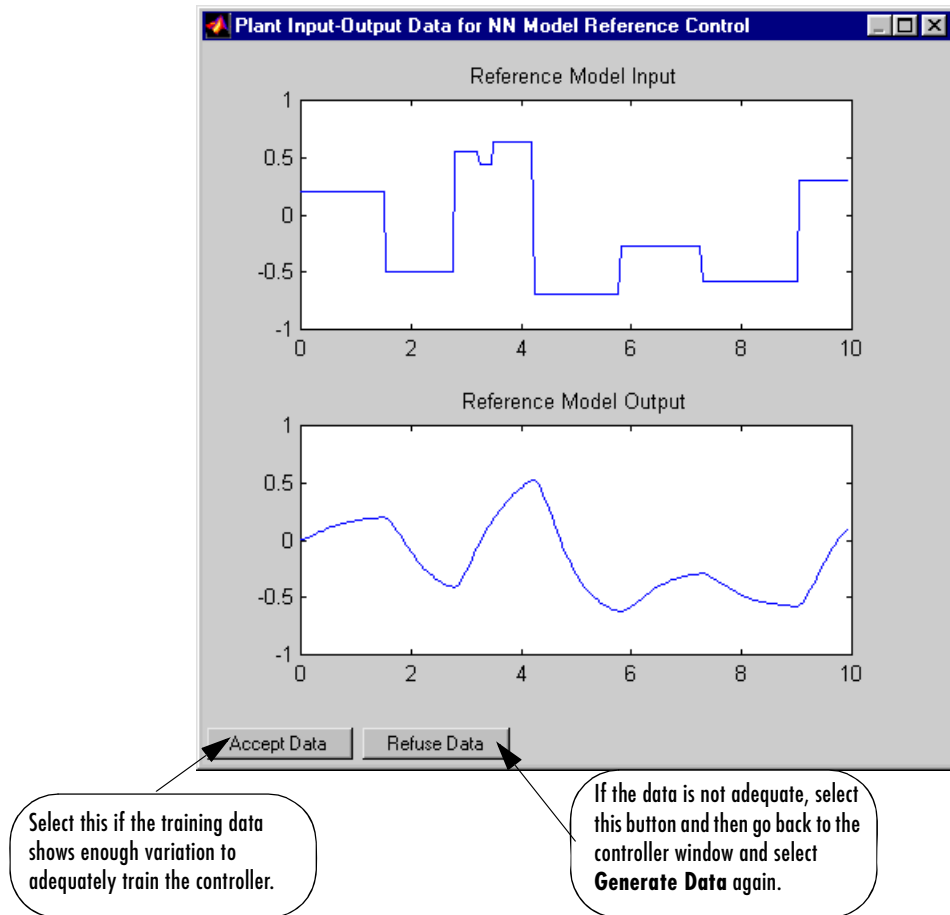 Plant Input-Output Data for NN Model Reference Control
Reference Model Input
1
0.5
0
-0.5
-1
0 2 4 6 8 10
Reference Model Output
1
0.5
0
-0.5
-1
0 2 4 6 8 10
Accept Data Refuse Data
Select this if the training data
shows enough variation to
adequately train the controller.
If the data is not adequate, select
this button and then go back to the
controller window and select
Generate Data again.